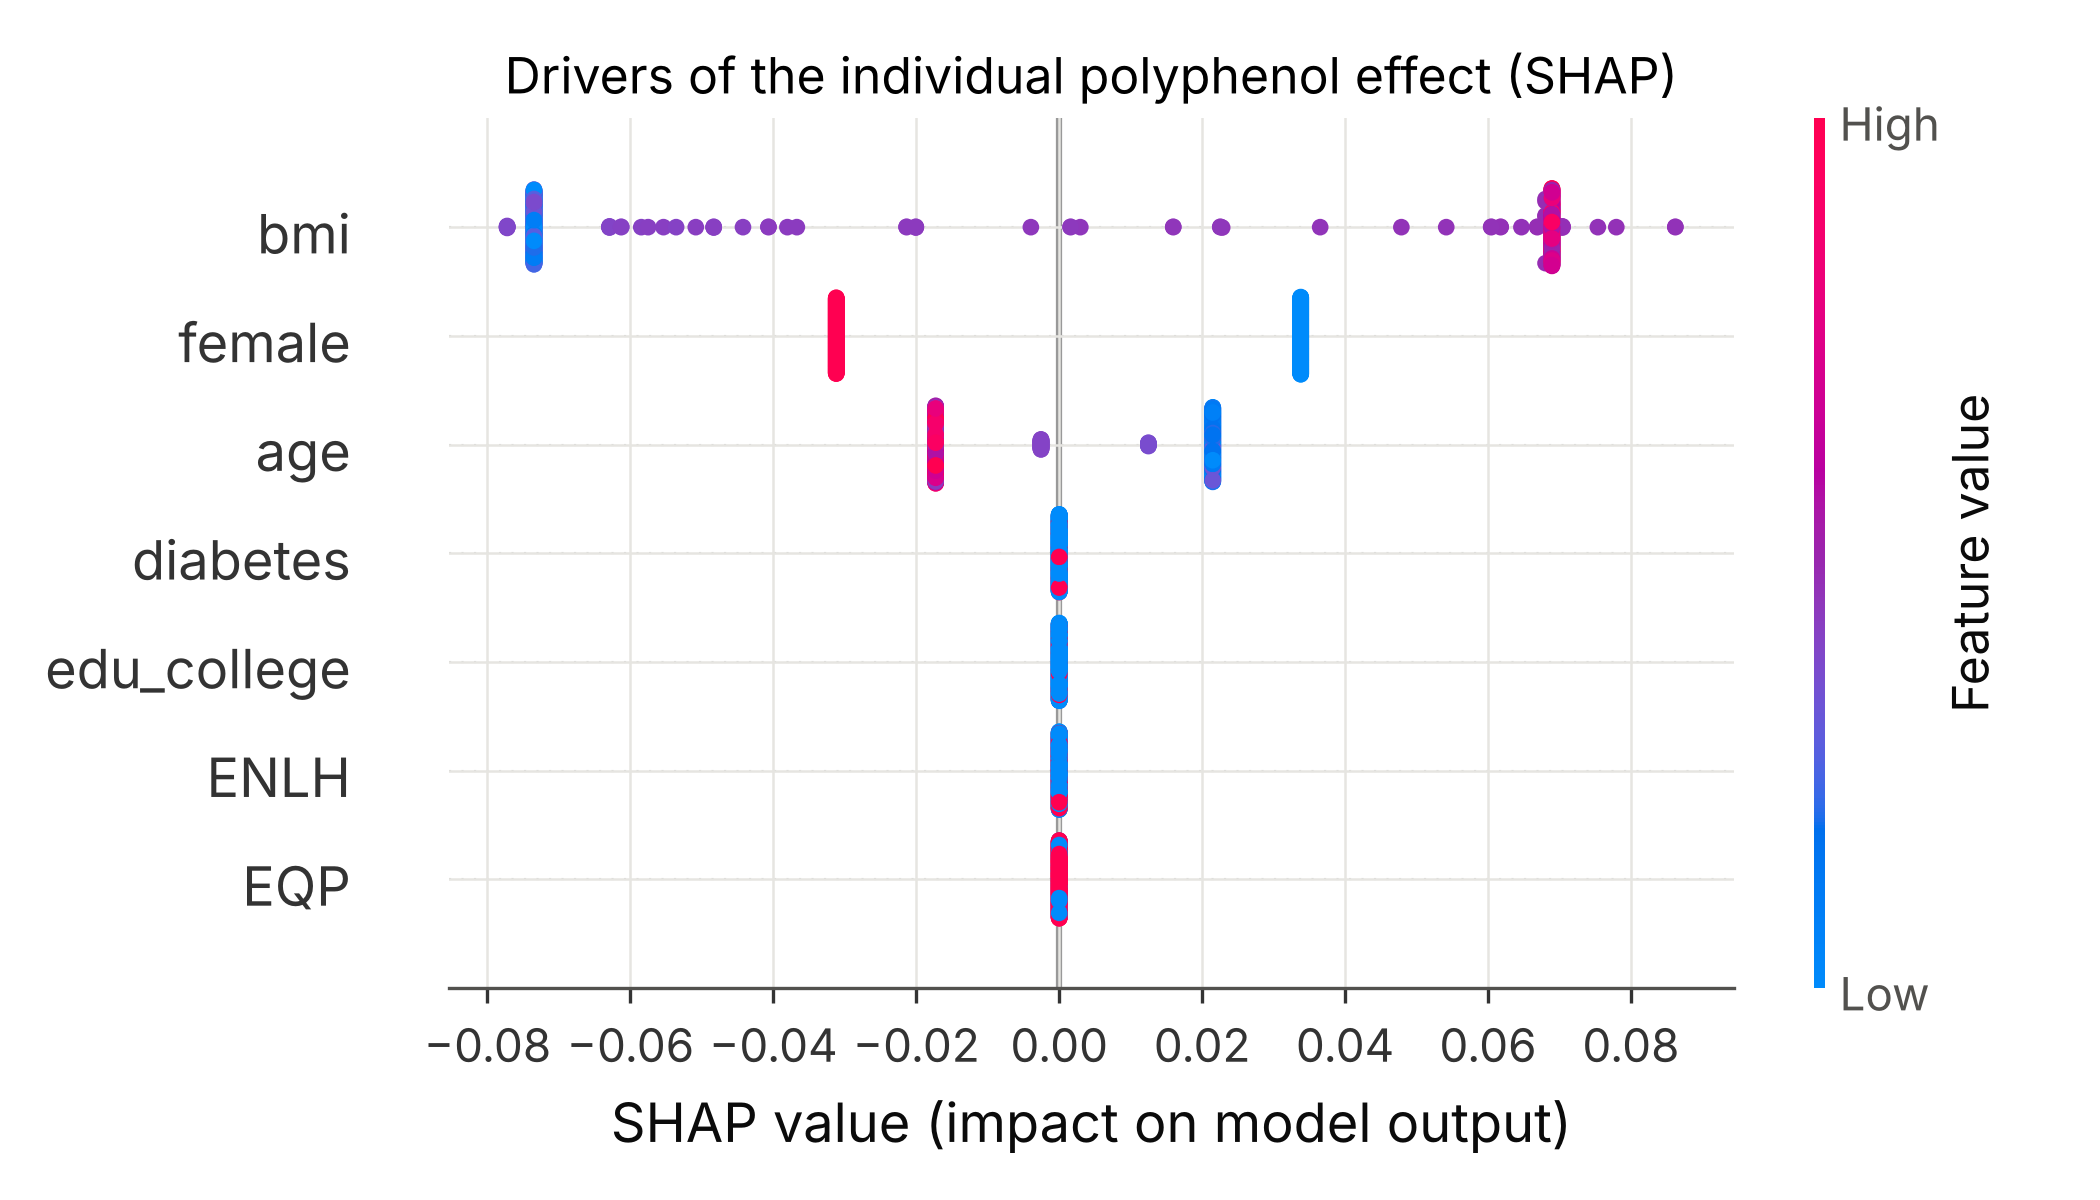 Drivers of the individual polyphenol effect (SHAP)
High
bmi
female
age
diabetes
edu_college
ENLH
EQP
Feature value
Low
−0.08 −0.06 −0.04 −0.02 0.00 0.02 0.04 0.06 0.08
SHAP value (impact on model output)